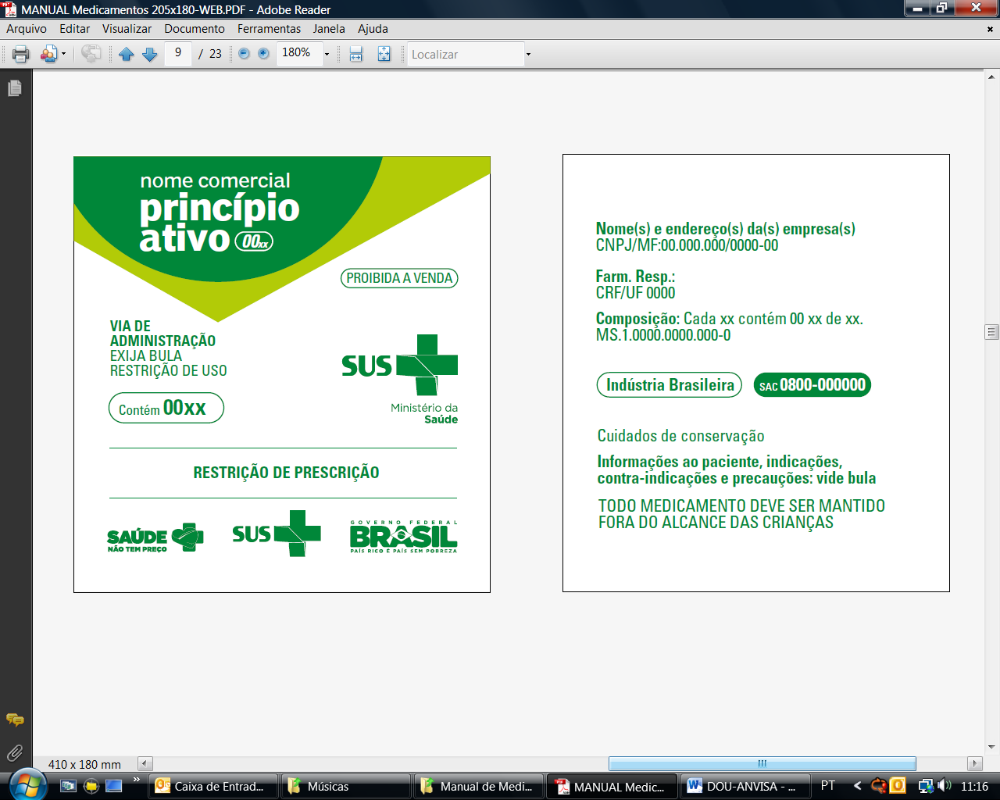 MANUAL Medicamentos 205x180-WEB.PDF - Adobe Reader
Arquivo Editar Visualizar Documento Ferramentas Janela Ajuda
9 / 23 180% Localizar
nome comercial
princípio
ativo 00xx
PROIBIDA A VENDA
VIA DE
ADMINISTRAÇÃO
EXIJA BULA
RESTRIÇÃO DE USO
Contém 00xx
SUS
Ministério da
Saúde
RESTRIÇÃO DE PRESCRIÇÃO
SAÚDE
NÃO TEM PREÇO
SUS
GOVERNO FEDERAL
BRASIL
PAÍS RICO É PAÍS SEM POBREZA
Nome(s) e endereço(s) da(s) empresa(s)
CNPJ/MF:00.000.000/0000-00
Farm. Resp.:
CRF/UF 0000
Composição: Cada xx contém 00 xx de xx.
MS.1.0000.0000.000-0
Indústria Brasileira SAC 0800-000000
Cuidados de conservação
Informações ao paciente, indicações,
contra-indicações e precauções: vide bula
TODO MEDICAMENTO DEVE SER MANTIDO
FORA DO ALCANCE DAS CRIANÇAS
410 x 180 mm
» Caixa de Entrad... Músicas Manual de Medi... MANUAL Medic... DOU-ANVISA - ... PT < 11:16